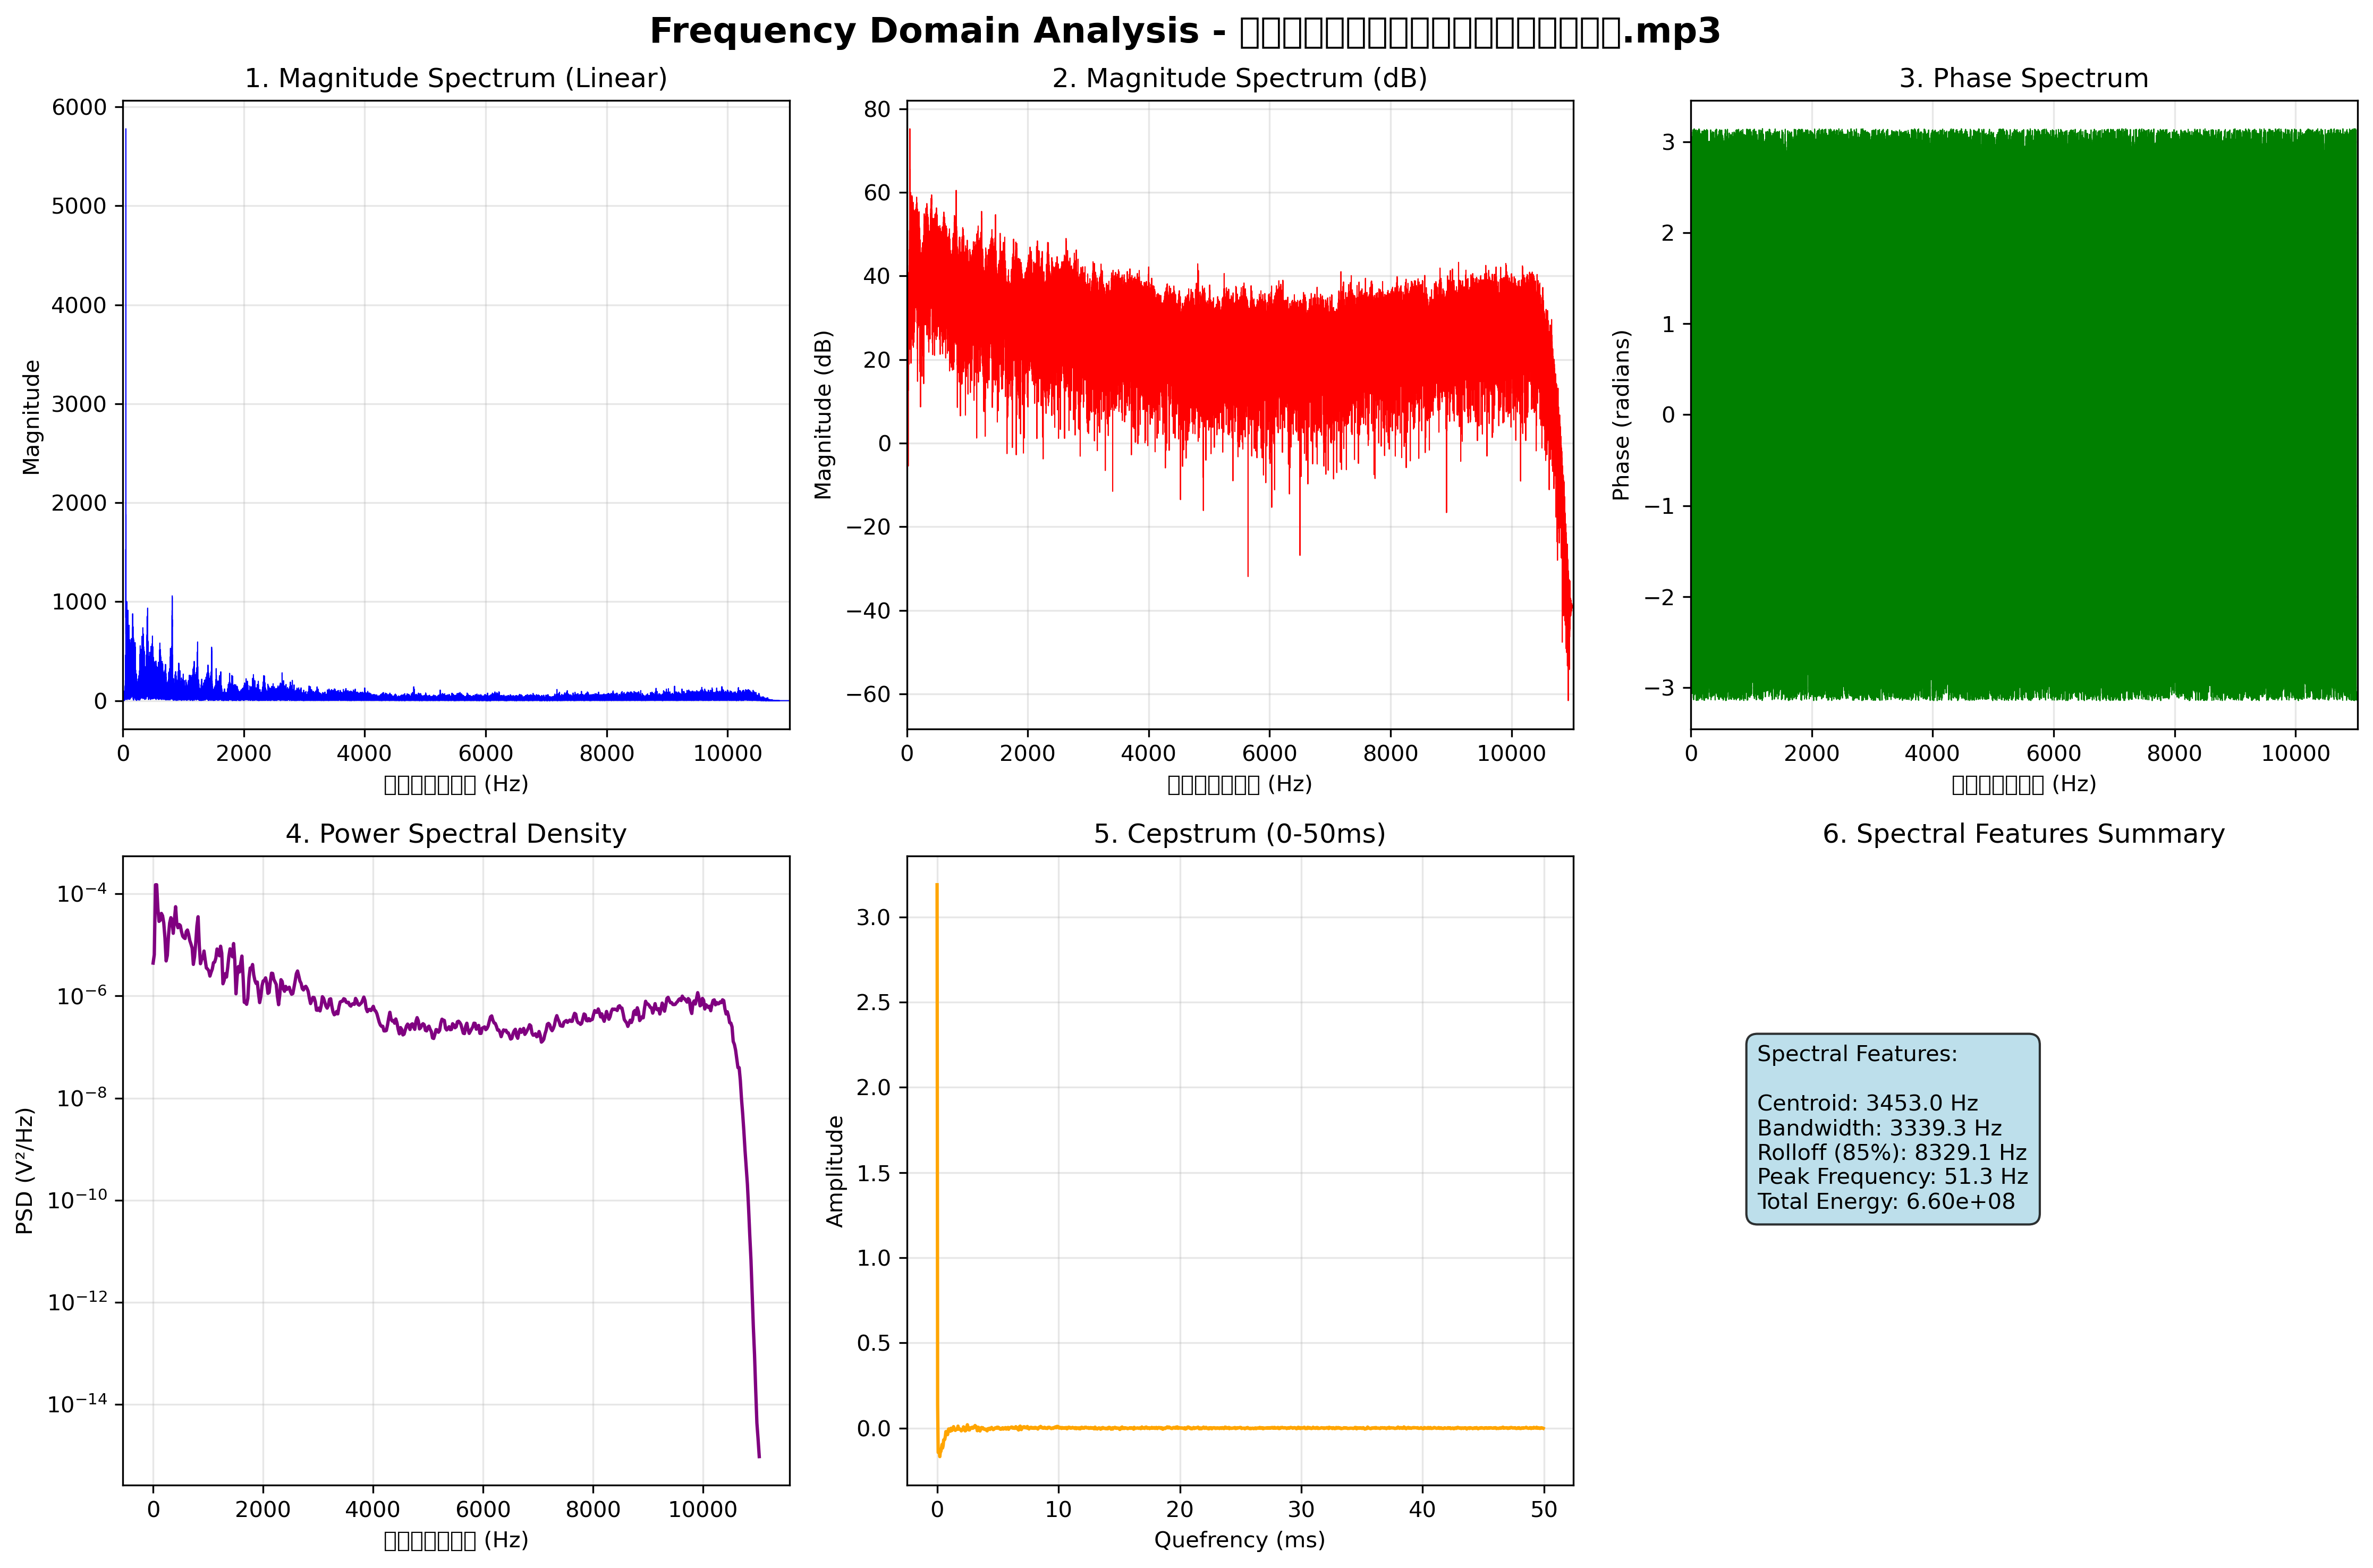 Frequency Domain Analysis - .mp3
1. Magnitude Spectrum (Linear)
6000
5000
4000
3000
2000
1000
0
Magnitude
0 2000 4000 6000 8000 10000
(Hz)
2. Magnitude Spectrum (dB)
80
60
40
20
0
−20
−40
−60
Magnitude (dB)
0 2000 4000 6000 8000 10000
(Hz)
3. Phase Spectrum
3
2
1
0
−1
−2
−3
Phase (radians)
0 2000 4000 6000 8000 10000
(Hz)
4. Power Spectral Density
10⁻⁴
10⁻⁶
10⁻⁸
10⁻¹⁰
10⁻¹²
10⁻¹⁴
PSD (V²/Hz)
0 2000 4000 6000 8000 10000
(Hz)
5. Cepstrum (0-50ms)
3.0
2.5
2.0
1.5
1.0
0.5
0.0
Amplitude
0 10 20 30 40 50
Quefrency (ms)
6. Spectral Features Summary
Spectral Features:
Centroid: 3453.0 Hz
Bandwidth: 3339.3 Hz
Rolloff (85%): 8329.1 Hz
Peak Frequency: 51.3 Hz
Total Energy: 6.60e+08